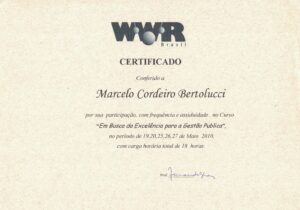 WWR
Brasil
CERTIFICADO
Conferido a
Marcelo Cordeiro Bertolucci
por sua participação, com frequência e assiduidade . no Curso
"Em Busca da Excelência para a Gestão Publica",
no período de 19,20,25,26,27 de Maio 2010,
com carga horária total de 18 horas.